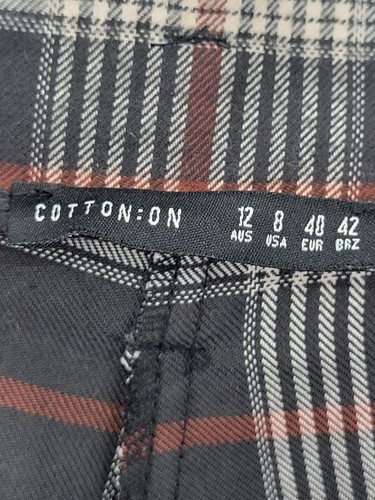 COTTON:ON 12 8 40 42
AUS USA EUR BRZ